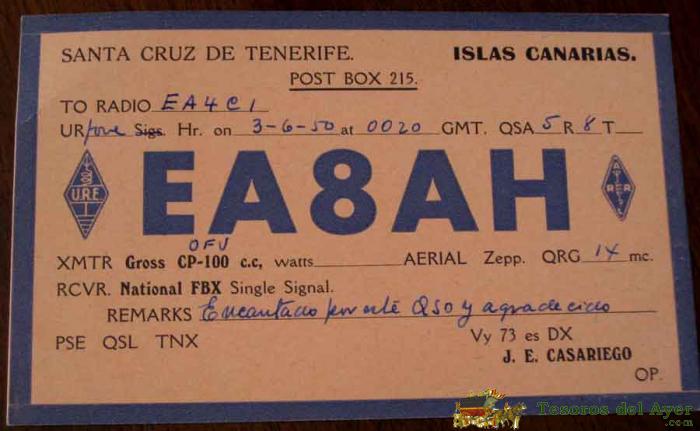 SANTA CRUZ DE TENERIFE. ISLAS CANARIAS.
POST BOX 215.
TO RADIO EA4CI
UR fone Sigs. Hr. on 3-6-50 at 0020 GMT. QSA 5 R 8 T
U.R.E. EA8AH
OFU
XMTR Gross CP-100 c.c, watts AERIAL Zepp. QRG 14 mc.
RCVR. National FBX Single Signal.
REMARKS Encantado por este QSO y agradecido
PSE QSL TNX Vy 73 es DX
J. E. CASARIEGO
OP.
Tesoros del Ayer
.com